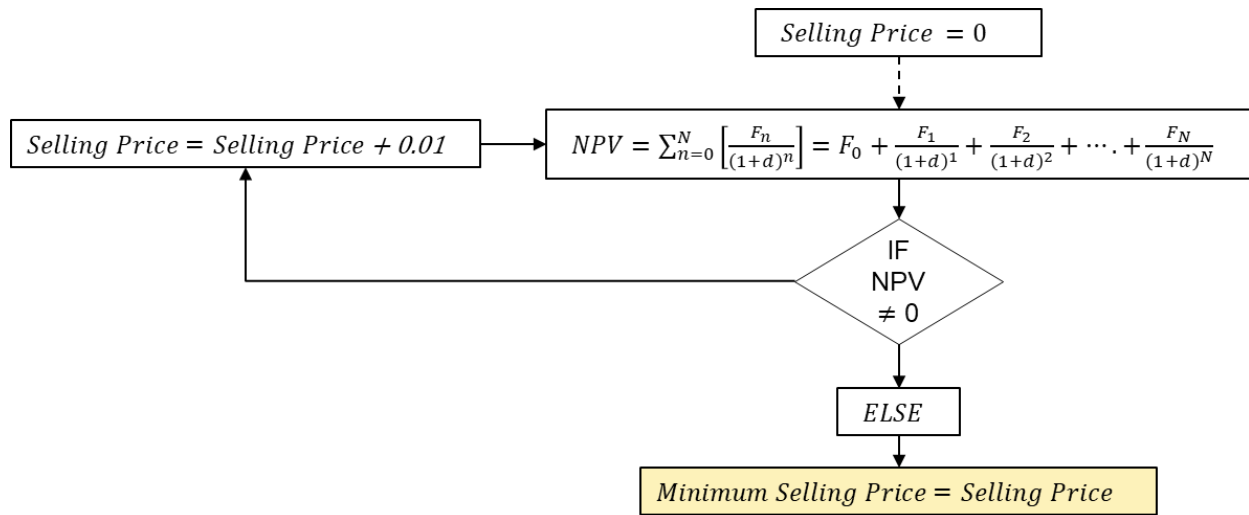 Selling Price = 0
Selling Price = Selling Price + 0.01
NPV = ∑_{n=0}^{N} [F_n/(1+d)^n] = F_0 + F_1/(1+d)^1 + F_2/(1+d)^2 + ⋯. + F_N/(1+d)^N
IF
NPV
≠ 0
ELSE
Minimum Selling Price = Selling Price